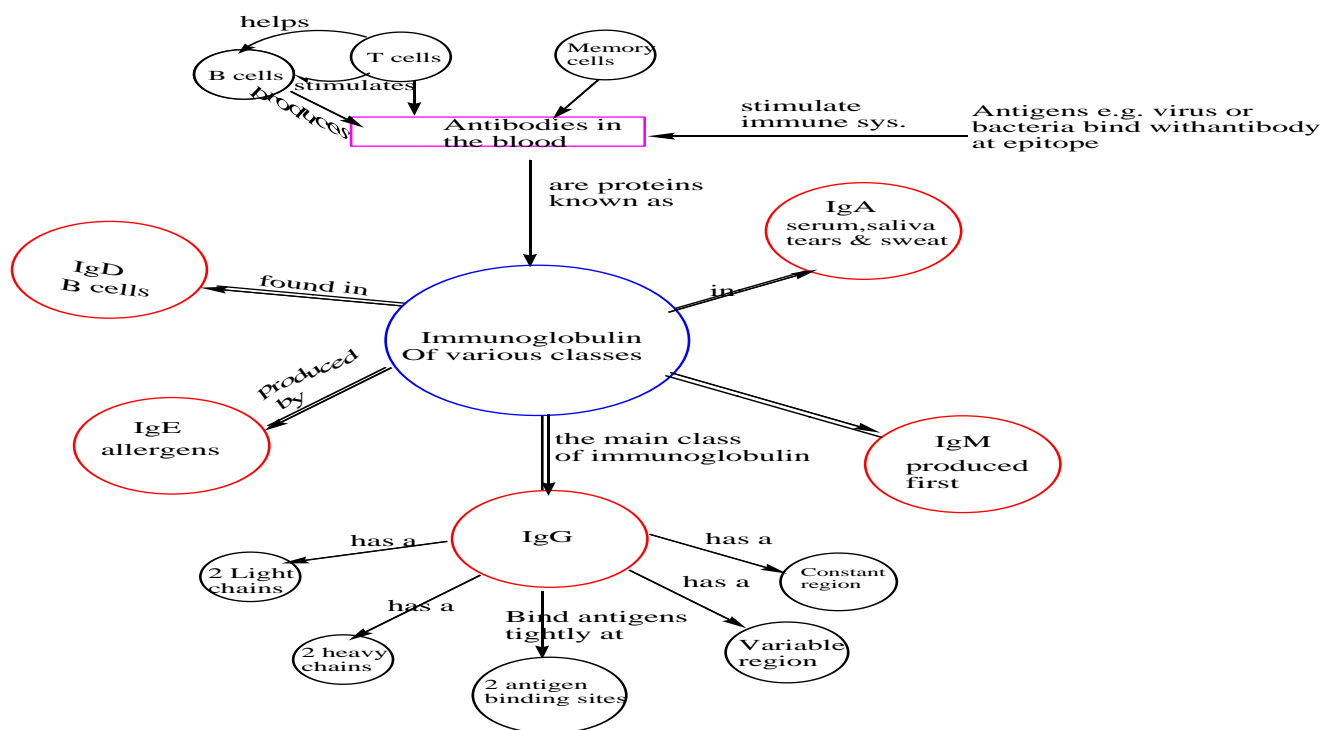 helps
T cells
B cells
stimulates
produces
Memory
cells
Antibodies in
the blood
stimulate
immune sys.
Antigens e.g. virus or
bacteria bind withantibody
at epitope
are proteins
known as
IgA
serum,saliva
tears & sweat
IgD
B cells
found in
in
Immunoglobulin
Of various classes
produced
by
IgE
allergens
the main class
of immunoglobulin
IgM
produced
first
IgG
has a
2 Light
chains
has a
2 heavy
chains
Bind antigens
tightly at
2 antigen
binding sites
has a
Variable
region
has a
Constant
region